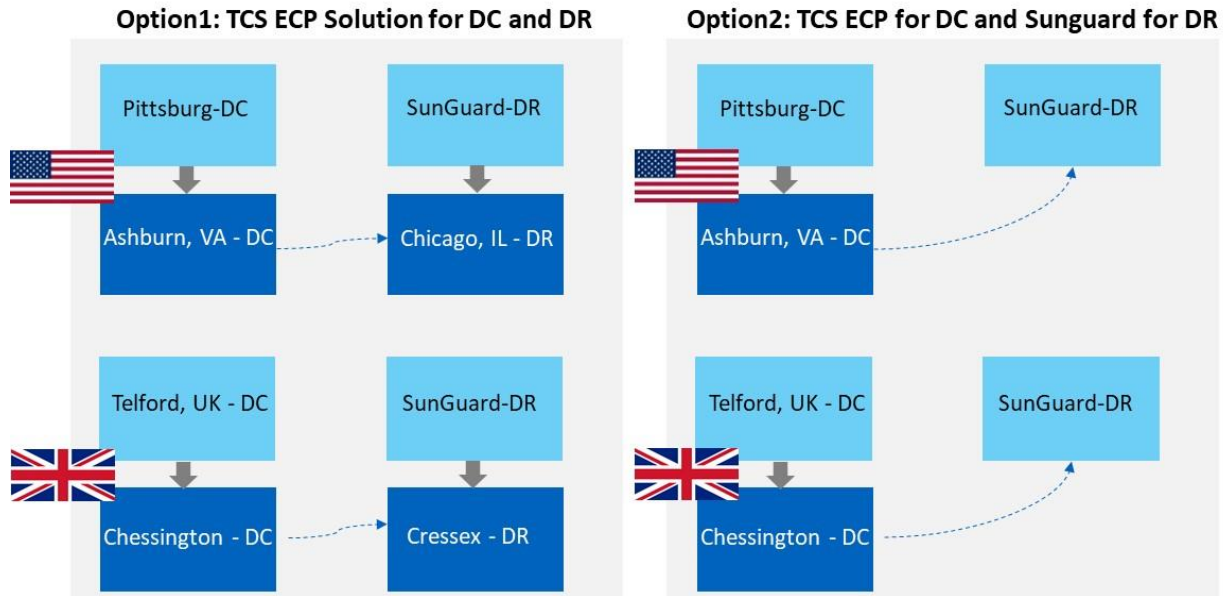 Option1: TCS ECP Solution for DC and DR
Pittsburg-DC
SunGuard-DR
Ashburn, VA - DC
Chicago, IL - DR
Telford, UK - DC
SunGuard-DR
Chessington - DC
Cressex - DR
Option2: TCS ECP for DC and Sunguard for DR
Pittsburg-DC
SunGuard-DR
Ashburn, VA - DC
Telford, UK - DC
SunGuard-DR
Chessington - DC